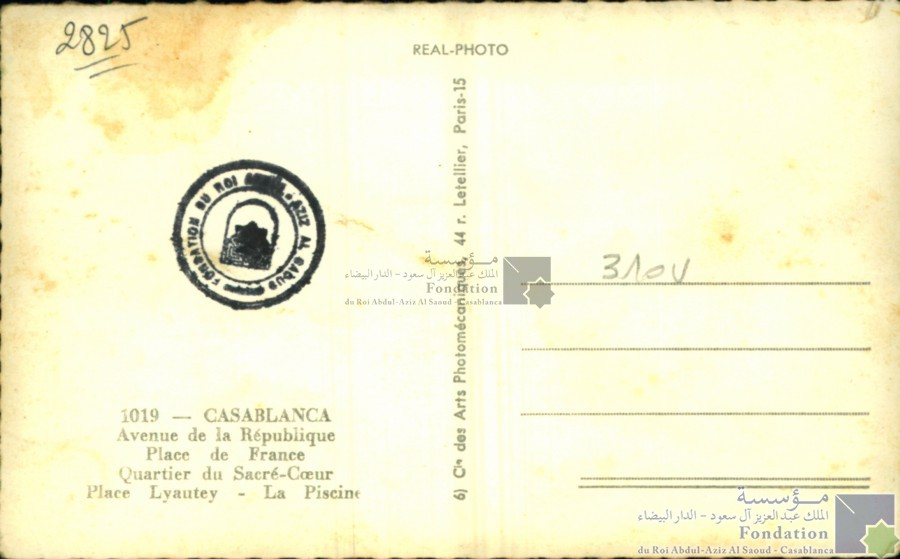 2825
REAL-PHOTO
FONDATION DU ROI ABDUL-AZIZ AL SAOUD
1019 — CASABLANCA
Avenue de la République
Place de France
Quartier du Sacré-Cœur
Place Lyautey - La Piscine
6) Cie des Arts Photomécaniques, 44 r. Letellier, Paris-15
مؤسسة
الملك عبد العزيز آل سعود - الدار البيضاء
Fondation
du Roi Abdul-Aziz Al Saoud - Casablanca
مؤسسة
الملك عبد العزيز آل سعود - الدار البيضاء
Fondation
du Roi Abdul-Aziz Al Saoud - Casablanca